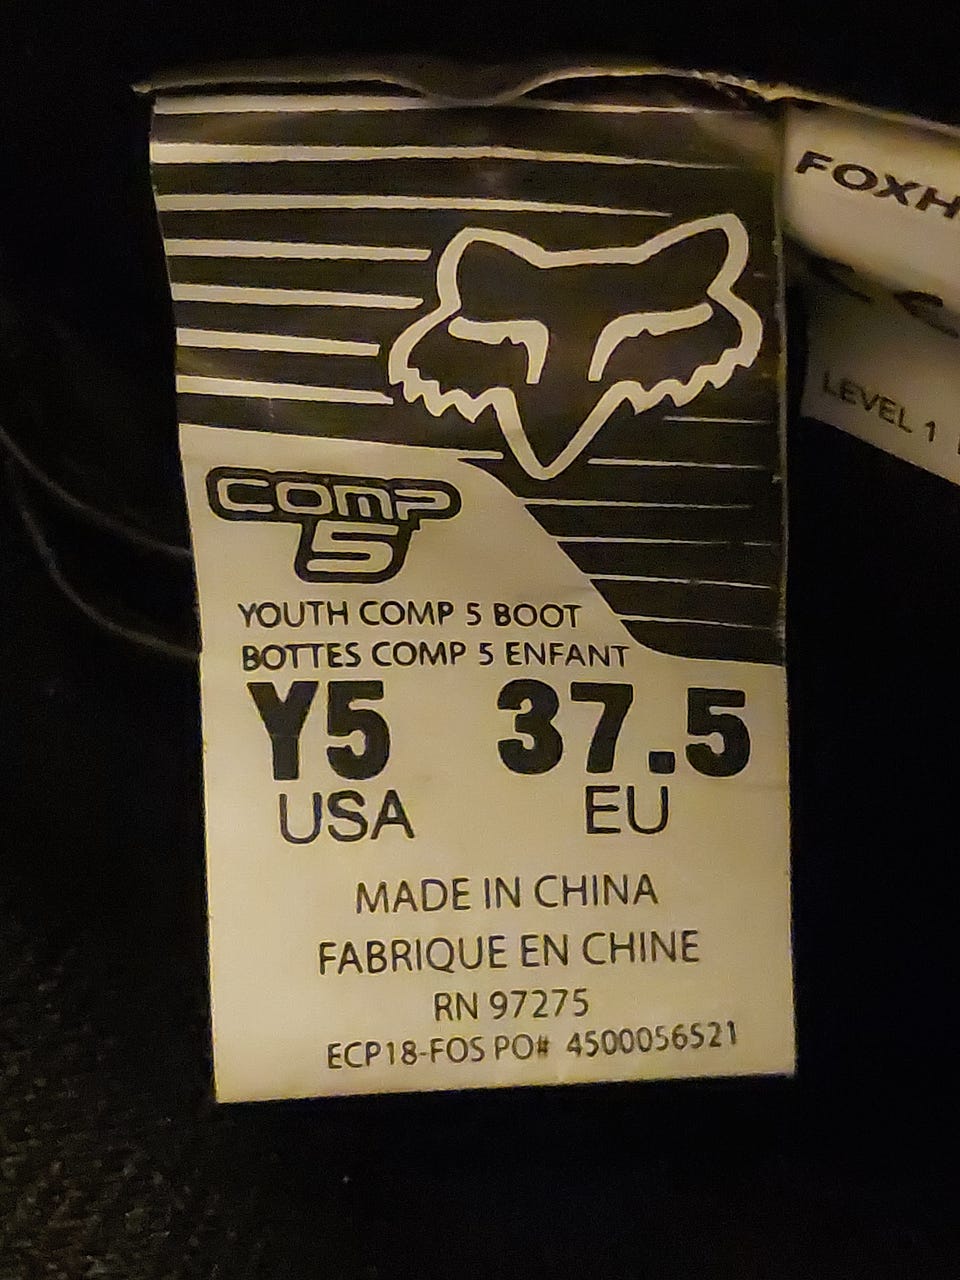 COMP
5
YOUTH COMP 5 BOOT
BOTTES COMP 5 ENFANT
Y5 37.5
USA EU
MADE IN CHINA
FABRIQUE EN CHINE
RN 97275
ECP18-FOS PO# 4500056521
FOXH
CE
LEVEL 1